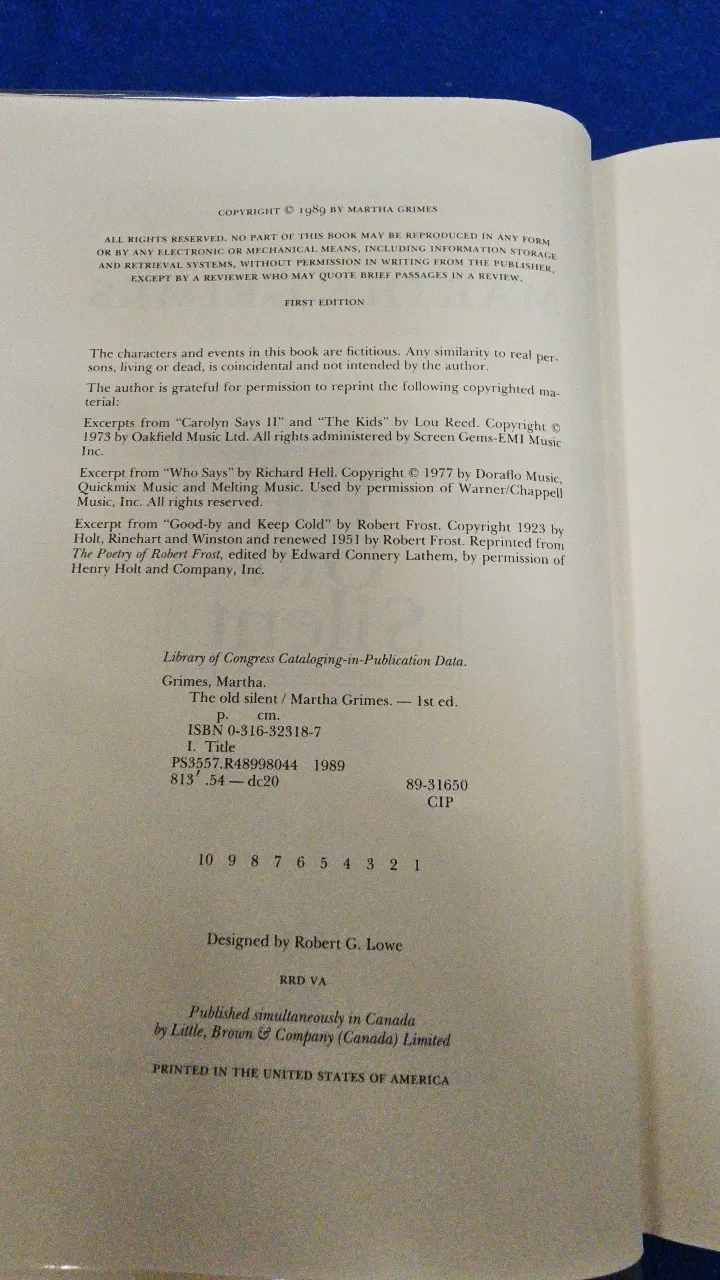 COPYRIGHT © 1989 BY MARTHA GRIMES
ALL RIGHTS RESERVED. NO PART OF THIS BOOK MAY BE REPRODUCED IN ANY FORM
OR BY ANY ELECTRONIC OR MECHANICAL MEANS, INCLUDING INFORMATION STORAGE
AND RETRIEVAL SYSTEMS, WITHOUT PERMISSION IN WRITING FROM THE PUBLISHER,
EXCEPT BY A REVIEWER WHO MAY QUOTE BRIEF PASSAGES IN A REVIEW.
FIRST EDITION
The characters and events in this book are fictitious. Any similarity to real per-
sons, living or dead, is coincidental and not intended by the author.
The author is grateful for permission to reprint the following copyrighted ma-
terial:
Excerpts from “Carolyn Says II” and “The Kids” by Lou Reed. Copyright ©
1973 by Oakfield Music Ltd. All rights administered by Screen Gems-EMI Music
Inc.
Excerpt from “Who Says” by Richard Hell. Copyright © 1977 by Doraflo Music,
Quickmix Music and Melting Music. Used by permission of Warner/Chappell
Music, Inc. All rights reserved.
Excerpt from “Good-by and Keep Cold” by Robert Frost. Copyright 1923 by
Holt, Rinehart and Winston and renewed 1951 by Robert Frost. Reprinted from
The Poetry of Robert Frost, edited by Edward Connery Lathem, by permission of
Henry Holt and Company, Inc.
Library of Congress Cataloging-in-Publication Data.
Grimes, Martha.
The old silent / Martha Grimes. — 1st ed.
p. cm.
ISBN 0-316-32318-7
I. Title
PS3557.R48998044 1989
813′ .54 — dc20 89-31650
CIP
10 9 8 7 6 5 4 3 2 1
Designed by Robert G. Lowe
RRD VA
Published simultaneously in Canada
by Little, Brown & Company (Canada) Limited
PRINTED IN THE UNITED STATES OF AMERICA